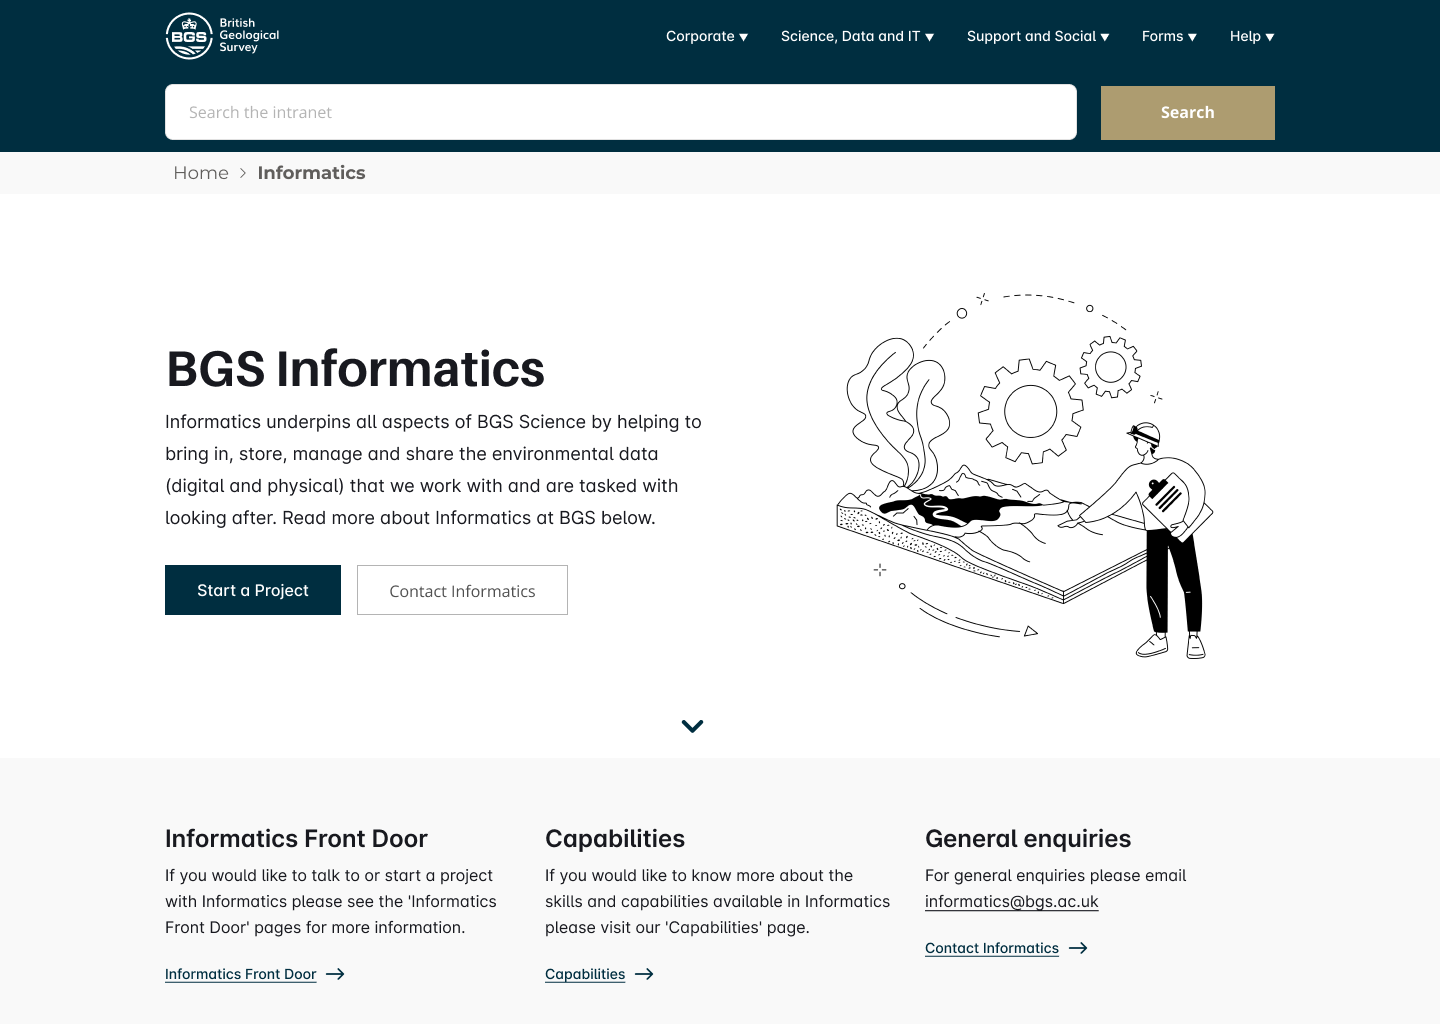 BGS
British
Geological
Survey
Corporate
Science, Data and IT
Support and Social
Forms
Help
Search the intranet
Search
Home
Informatics
BGS Informatics
Informatics underpins all aspects of BGS Science by helping to
bring in, store, manage and share the environmental data
(digital and physical) that we work with and are tasked with
looking after. Read more about Informatics at BGS below.
Start a Project
Contact Informatics
Informatics Front Door
If you would like to talk to or start a project
with Informatics please see the 'Informatics
Front Door' pages for more information.
Informatics Front Door
Capabilities
If you would like to know more about the
skills and capabilities available in Informatics
please visit our 'Capabilities' page.
Capabilities
General enquiries
For general enquiries please email
informatics@bgs.ac.uk
Contact Informatics